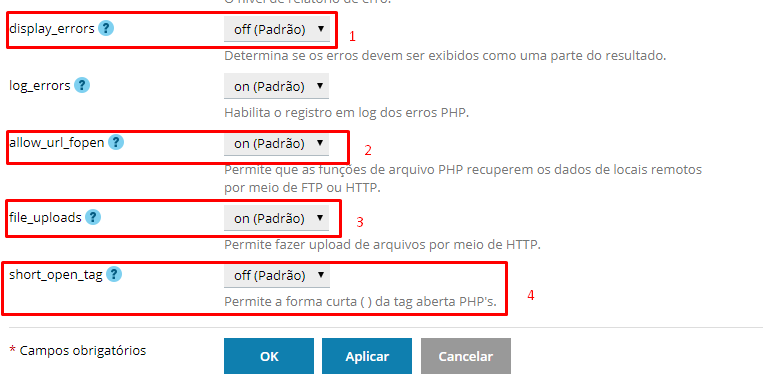 O nível de relatório de erro.
display_errors ? off (Padrão) 1
Determina se os erros devem ser exibidos como uma parte do resultado.
log_errors ? on (Padrão)
Habilita o registro em log dos erros PHP.
allow_url_fopen ? on (Padrão) 2
Permite que as funções de arquivo PHP recuperem os dados de locais remotos
por meio de FTP ou HTTP.
file_uploads ? on (Padrão) 3
Permite fazer upload de arquivos por meio de HTTP.
short_open_tag ? off (Padrão) 4
Permite a forma curta ( ) da tag aberta PHP's.
* Campos obrigatórios OK Aplicar Cancelar